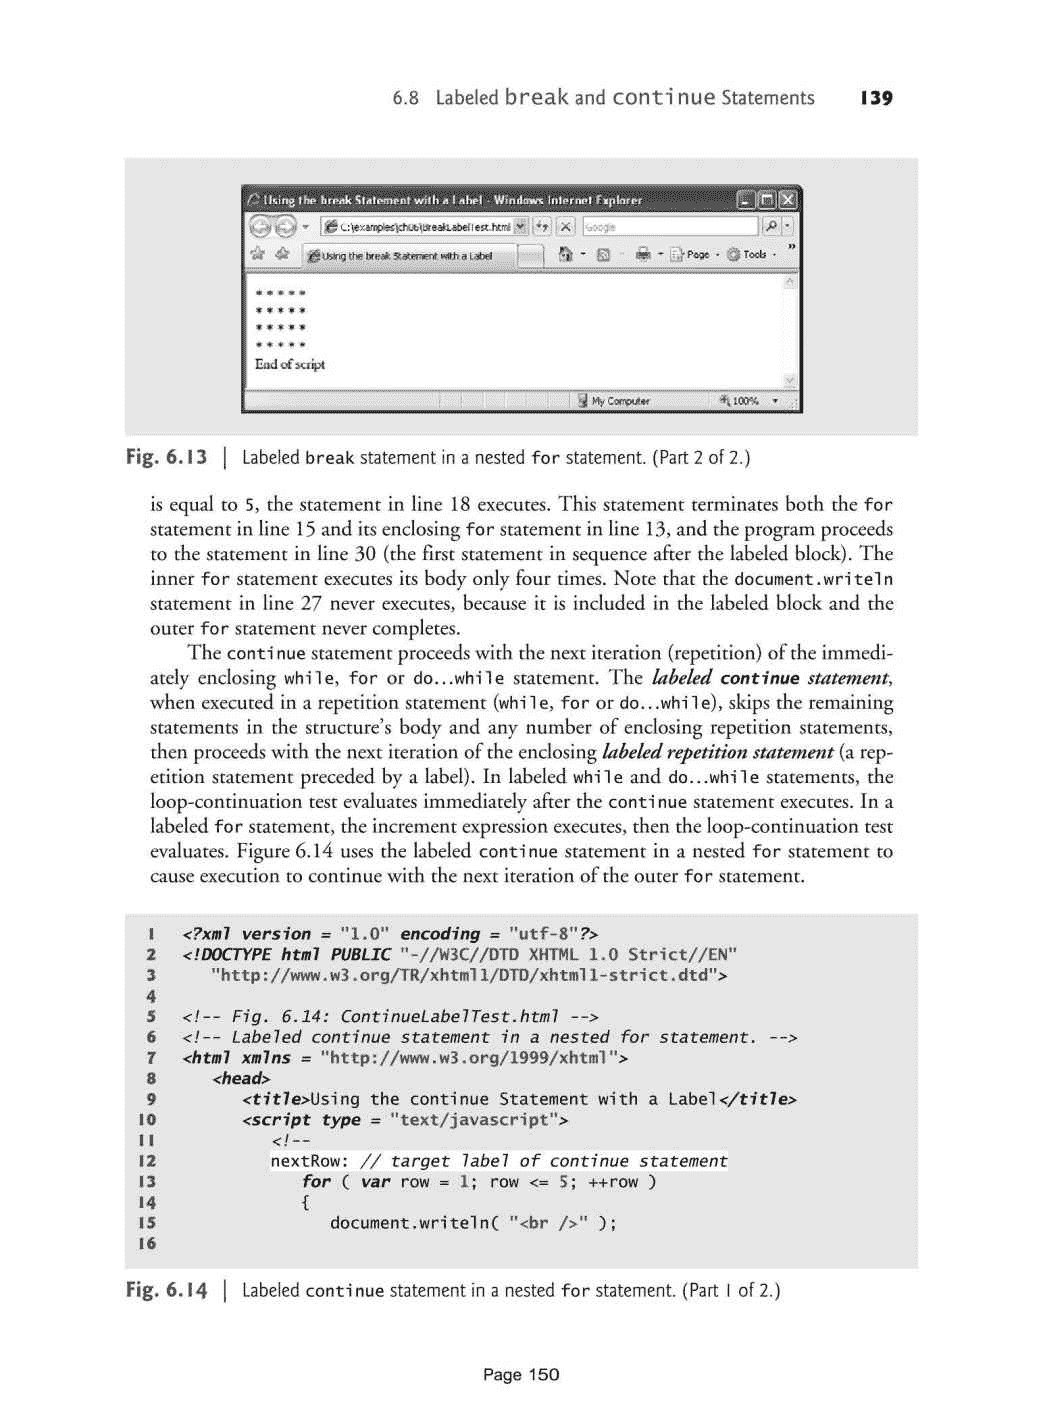 6.8 Labeled break and continue Statements 139
Using the break Statement with a Label - Windows Internet Explorer
C:\examples\ch06\BreakLabelTest.html Google
Using the break Statement with a Label Page Tools »
* * * * *
* * * * *
* * * * *
* * * * *
End of script
My Computer 100%
Fig. 6.13 | Labeled break statement in a nested for statement. (Part 2 of 2.)
is equal to 5, the statement in line 18 executes. This statement terminates both the for
statement in line 15 and its enclosing for statement in line 13, and the program proceeds
to the statement in line 30 (the first statement in sequence after the labeled block). The
inner for statement executes its body only four times. Note that the document.writeln
statement in line 27 never executes, because it is included in the labeled block and the
outer for statement never completes.
The continue statement proceeds with the next iteration (repetition) of the immedi-
ately enclosing while, for or do...while statement. The labeled continue statement,
when executed in a repetition statement (while, for or do...while), skips the remaining
statements in the structure's body and any number of enclosing repetition statements,
then proceeds with the next iteration of the enclosing labeled repetition statement (a rep-
etition statement preceded by a label). In labeled while and do...while statements, the
loop-continuation test evaluates immediately after the continue statement executes. In a
labeled for statement, the increment expression executes, then the loop-continuation test
evaluates. Figure 6.14 uses the labeled continue statement in a nested for statement to
cause execution to continue with the next iteration of the outer for statement.
1 <?xml version = "1.0" encoding = "utf-8"?>
2 <!DOCTYPE html PUBLIC "-//W3C//DTD XHTML 1.0 Strict//EN"
3 "http://www.w3.org/TR/xhtml1/DTD/xhtml1-strict.dtd">
4
5 <!-- Fig. 6.14: ContinueLabelTest.html -->
6 <!-- Labeled continue statement in a nested for statement. -->
7 <html xmlns = "http://www.w3.org/1999/xhtml">
8 <head>
9 <title>Using the continue Statement with a Label</title>
10 <script type = "text/javascript">
11 <!--
12 nextRow: // target label of continue statement
13 for ( var row = 1; row <= 5; ++row )
14 {
15 document.writeln( "<br />" );
16
Fig. 6.14 | Labeled continue statement in a nested for statement. (Part 1 of 2.)
Page 150